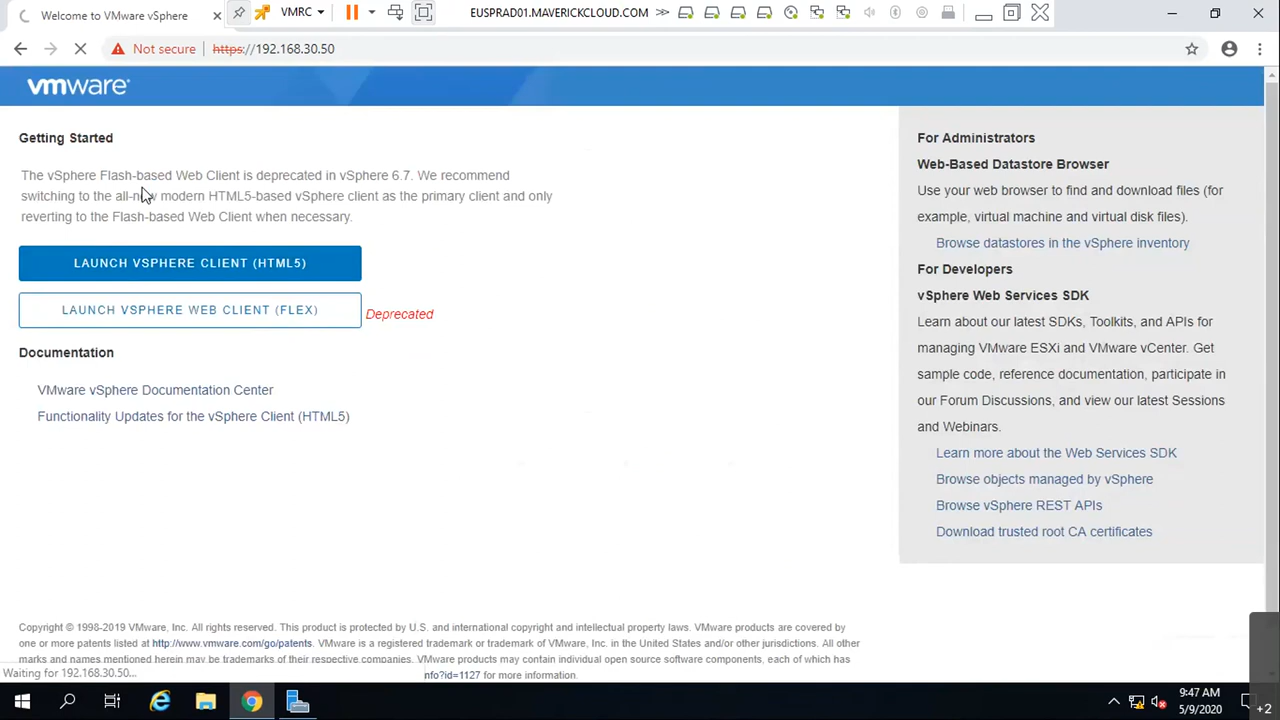 Welcome to VMware vSphere
VMRC
EUSPRAD01.MAVERICKCLOUD.COM
Not secure
https://192.168.30.50
vmware®
Getting Started
The vSphere Flash-based Web Client is deprecated in vSphere 6.7. We recommend
switching to the all-new modern HTML5-based vSphere client as the primary client and only
reverting to the Flash-based Web Client when necessary.
LAUNCH VSPHERE CLIENT (HTML5)
LAUNCH VSPHERE WEB CLIENT (FLEX)
Deprecated
Documentation
VMware vSphere Documentation Center
Functionality Updates for the vSphere Client (HTML5)
For Administrators
Web-Based Datastore Browser
Use your web browser to find and download files (for
example, virtual machine and virtual disk files).
Browse datastores in the vSphere inventory
For Developers
vSphere Web Services SDK
Learn about our latest SDKs, Toolkits, and APIs for
managing VMware ESXi and VMware vCenter. Get
sample code, reference documentation, participate in
our Forum Discussions, and view our latest Sessions
and Webinars.
Learn more about the Web Services SDK
Browse objects managed by vSphere
Browse vSphere REST APIs
Download trusted root CA certificates
Copyright © 1998-2019 VMware, Inc. All rights reserved. This product is protected by U.S. and international copyright and intellectual property laws. VMware products are covered by
one or more patents listed at http://www.vmware.com/go/patents. VMware is a registered trademark or trademark of VMware, Inc. in the United States and/or other jurisdictions. All other
marks and names mentioned herein may be trademarks of their respective companies. VMware products may contain individual open source software components, each of which has
nfo?id=1127 for more information.
Waiting for 192.168.30.50...
9:47 AM
5/9/2020
+2